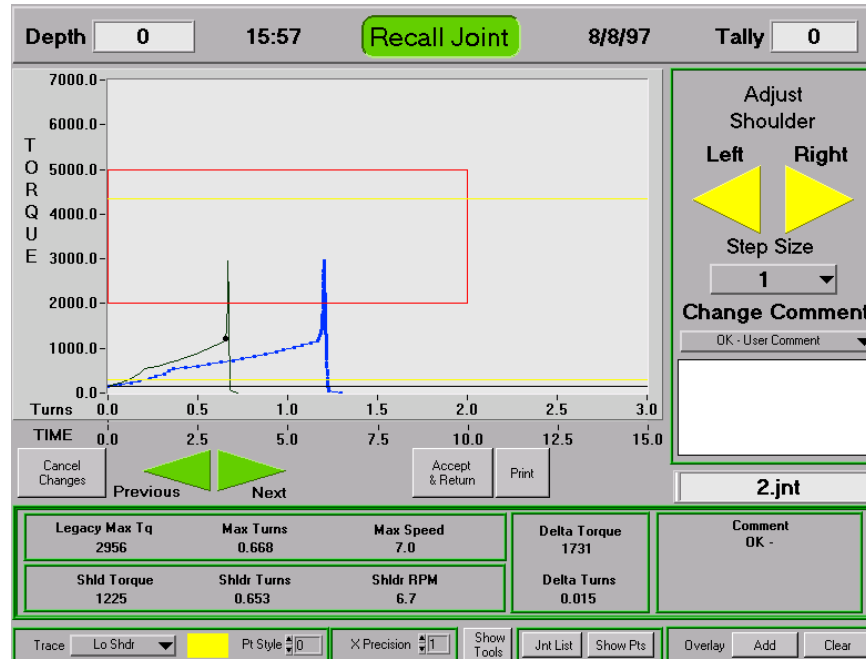 Depth 0 15:57 Recall Joint 8/8/97 Tally 0
TORQUE
7000.0
6000.0
5000.0
4000.0
3000.0
2000.0
1000.0
0.0
Turns 0.0 0.5 1.0 1.5 2.0 2.5 3.0
TIME 0.0 2.5 5.0 7.5 10.0 12.5 15.0
Adjust
Shoulder
Left Right
Step Size
1
Change Comment
OK - User Comment
Cancel
Changes
Previous Next
Accept
& Return
Print
2.jnt
Legacy Max Tq Max Turns Max Speed
2956 0.668 7.0
Shld Torque Shldr Turns Shldr RPM
1225 0.653 6.7
Delta Torque
1731
Delta Turns
0.015
Comment
OK -
Trace Lo Shdr Pt Style 0 X Precision 1
Show
Tools
Jnt List Show Pts Overlay Add Clear